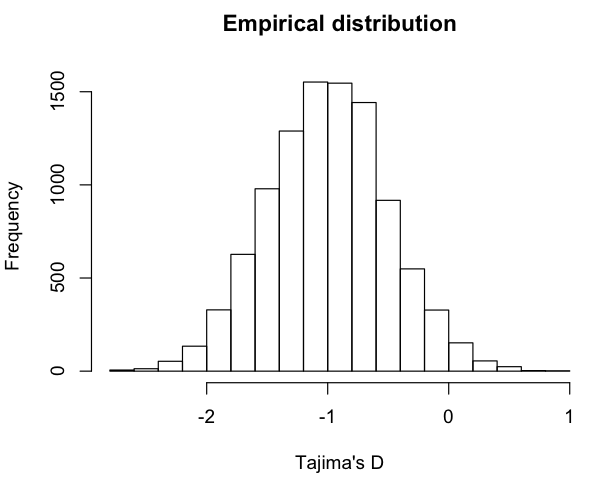 Empirical distribution
1500
1000
500
0
Frequency
-2 -1 0 1
Tajima's D